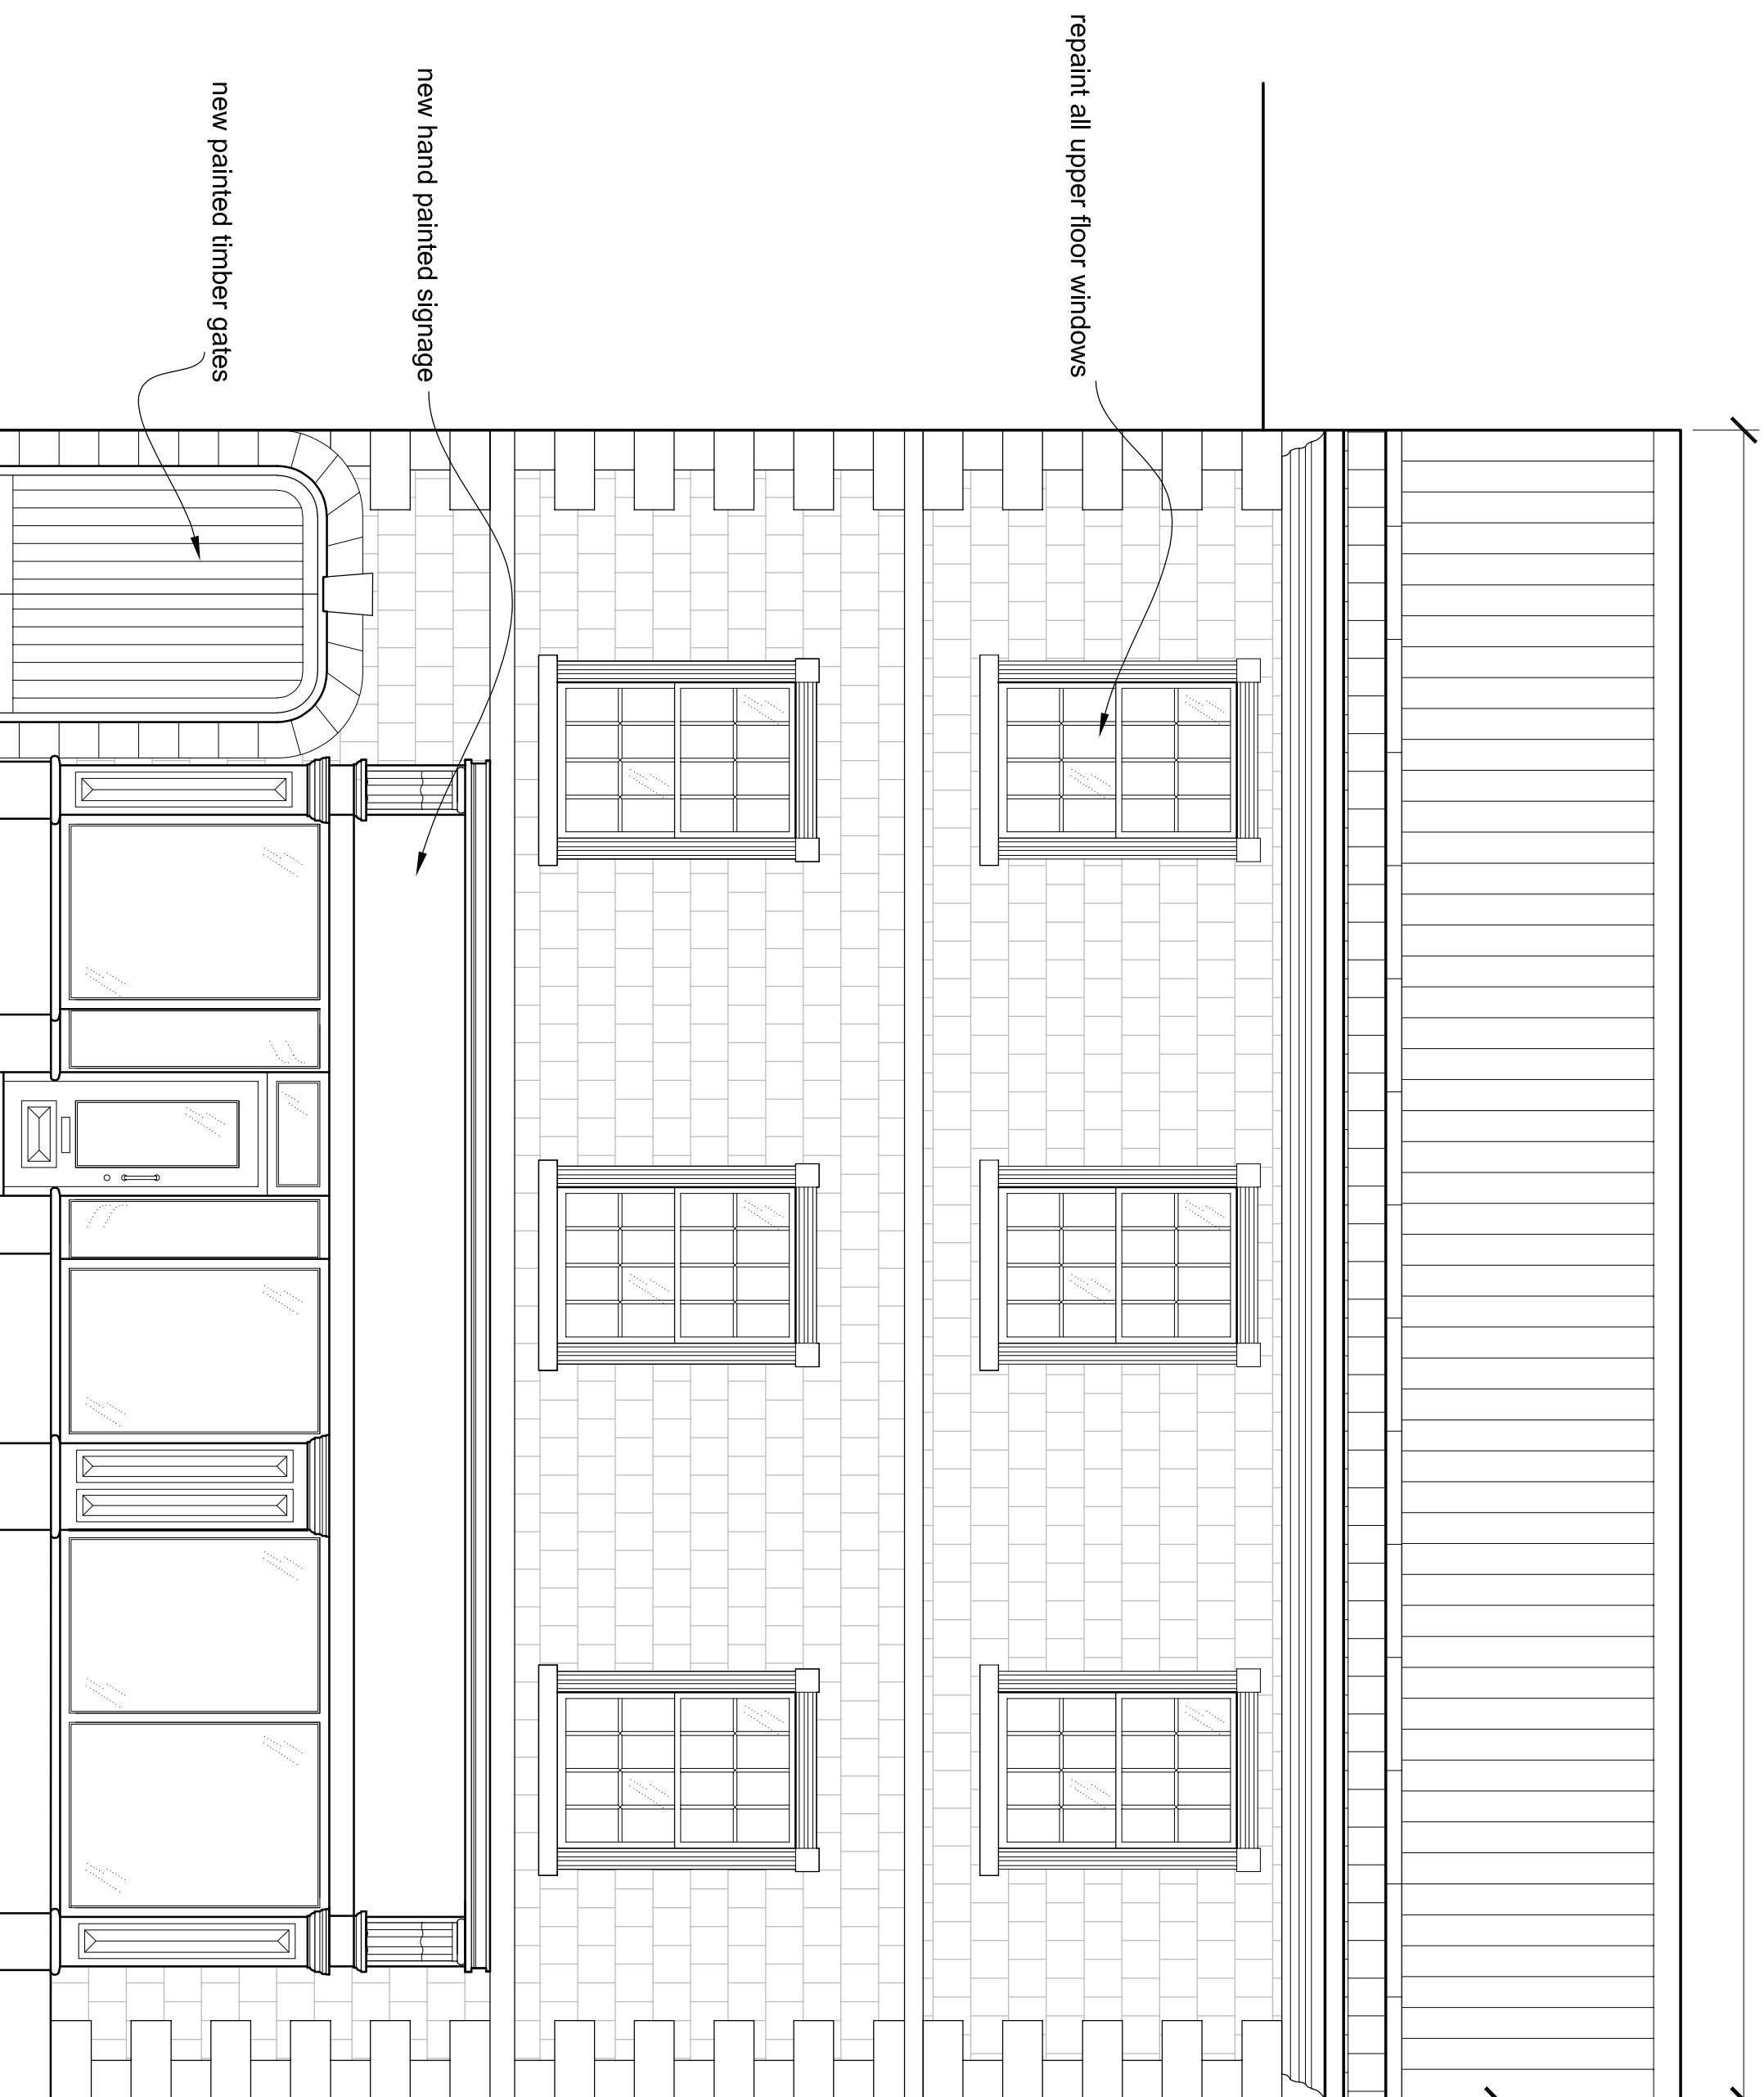 repaint all upper floor windows
new hand painted signage
new painted timber gates